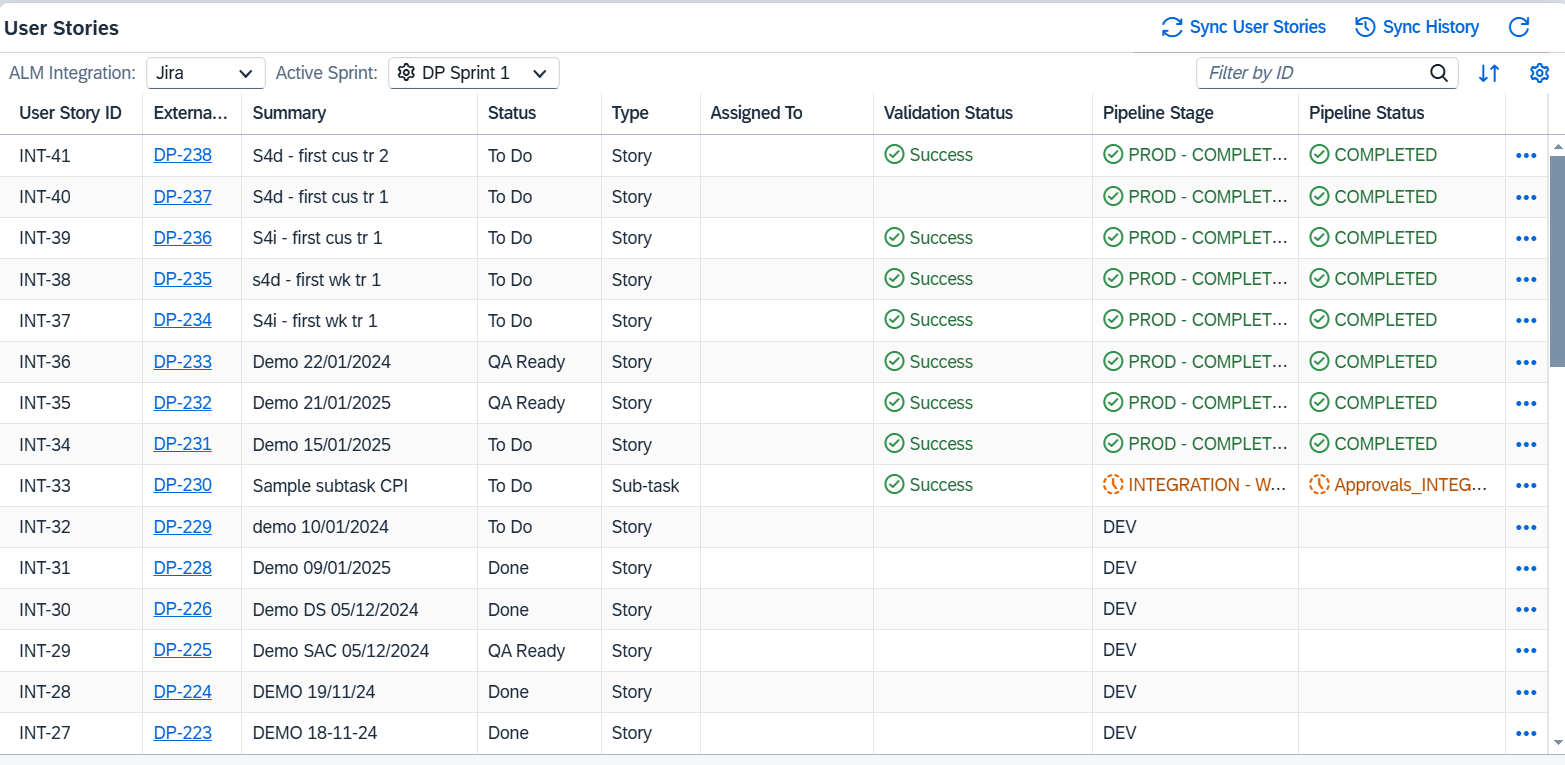 User Stories Sync User Stories Sync History
ALM Integration: Jira Active Sprint: DP Sprint 1 Filter by ID
User Story ID Externa... Summary Status Type Assigned To Validation Status Pipeline Stage Pipeline Status
INT-41 DP-238 S4d - first cus tr 2 To Do Story Success PROD - COMPLET... COMPLETED
INT-40 DP-237 S4d - first cus tr 1 To Do Story PROD - COMPLET... COMPLETED
INT-39 DP-236 S4i - first cus tr 1 To Do Story Success PROD - COMPLET... COMPLETED
INT-38 DP-235 s4d - first wk tr 1 To Do Story Success PROD - COMPLET... COMPLETED
INT-37 DP-234 S4i - first wk tr 1 To Do Story Success PROD - COMPLET... COMPLETED
INT-36 DP-233 Demo 22/01/2024 QA Ready Story Success PROD - COMPLET... COMPLETED
INT-35 DP-232 Demo 21/01/2025 QA Ready Story Success PROD - COMPLET... COMPLETED
INT-34 DP-231 Demo 15/01/2025 To Do Story Success PROD - COMPLET... COMPLETED
INT-33 DP-230 Sample subtask CPI To Do Sub-task Success INTEGRATION - W... Approvals_INTEG...
INT-32 DP-229 demo 10/01/2024 To Do Story DEV
INT-31 DP-228 Demo 09/01/2025 Done Story DEV
INT-30 DP-226 Demo DS 05/12/2024 Done Story DEV
INT-29 DP-225 Demo SAC 05/12/2024 QA Ready Story DEV
INT-28 DP-224 DEMO 19/11/24 Done Story DEV
INT-27 DP-223 DEMO 18-11-24 Done Story DEV